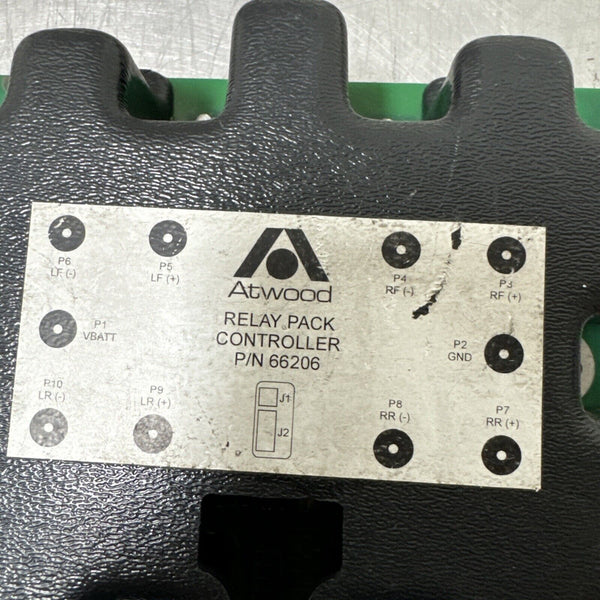 P6
LF (-)
P5
LF (+)
Atwood
P4
RF (-)
P3
RF (+)
P1
VBATT
RELAY PACK
CONTROLLER
P/N 66206
P2
GND
P10
LR (-)
P9
LR (+)
J1
J2
P8
RR (-)
P7
RR (+)